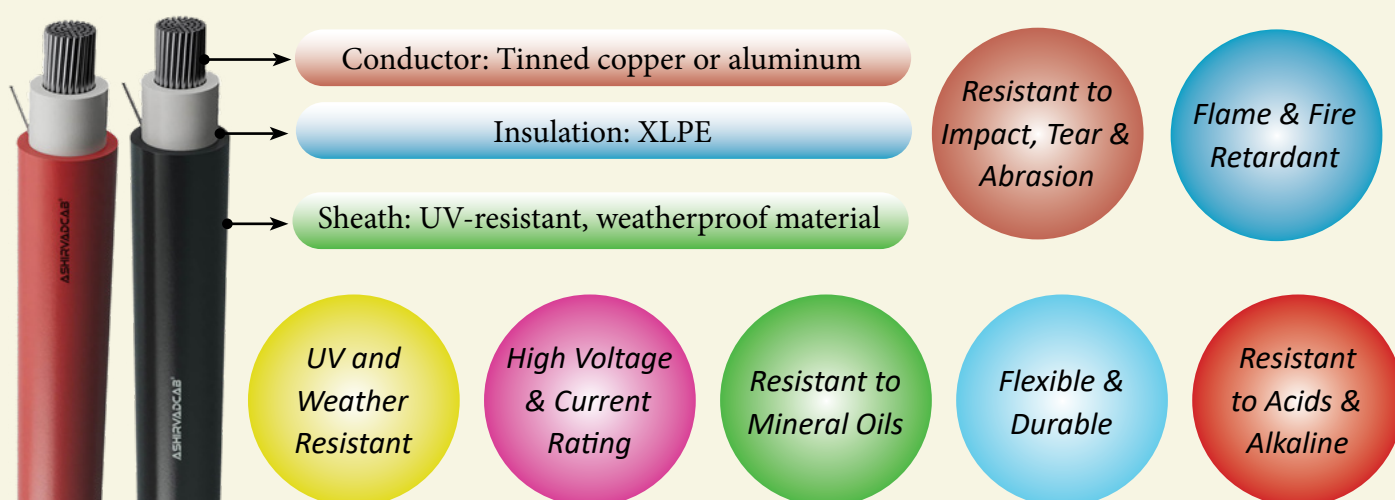 Conductor: Tinned copper or aluminum
Insulation: XLPE
Sheath: UV-resistant, weatherproof material
Resistant to
Impact, Tear &
Abrasion
Flame & Fire
Retardant
ASHIRVADCAB®
ASHIRVADCAB®
UV and
Weather
Resistant
High Voltage
& Current
Rating
Resistant to
Mineral Oils
Flexible &
Durable
Resistant
to Acids &
Alkaline